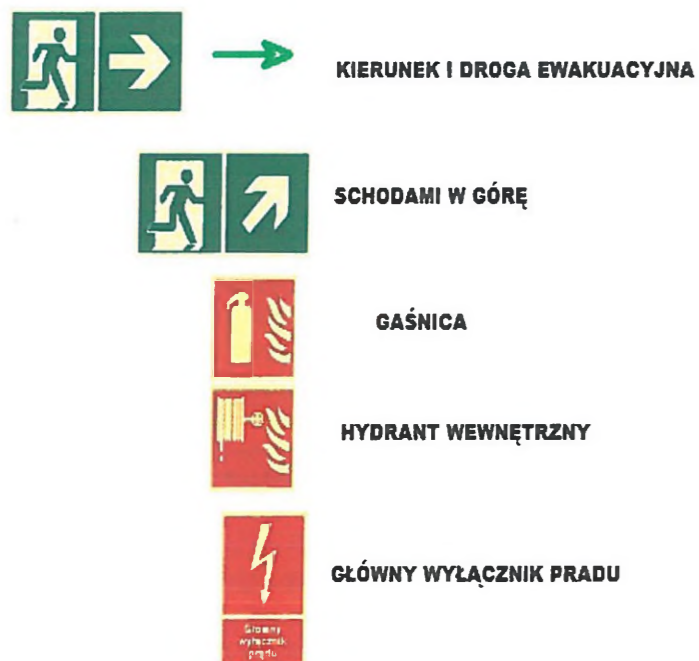 KIERUNEK I DROGA EWAKUACYJNA
SCHODAMI W GÓRĘ
GAŚNICA
HYDRANT WEWNĘTRZNY
GŁÓWNY WYŁĄCZNIK PRADU
Główny
wyłącznik
prądu